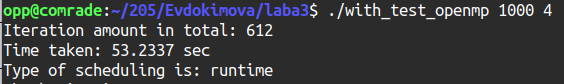 opp@comrade:~/205/Evdokimova/laba3$ ./with_test_openmp 1000 4
Iteration amount in total: 612
Time taken: 53.2337 sec
Type of scheduling is: runtime